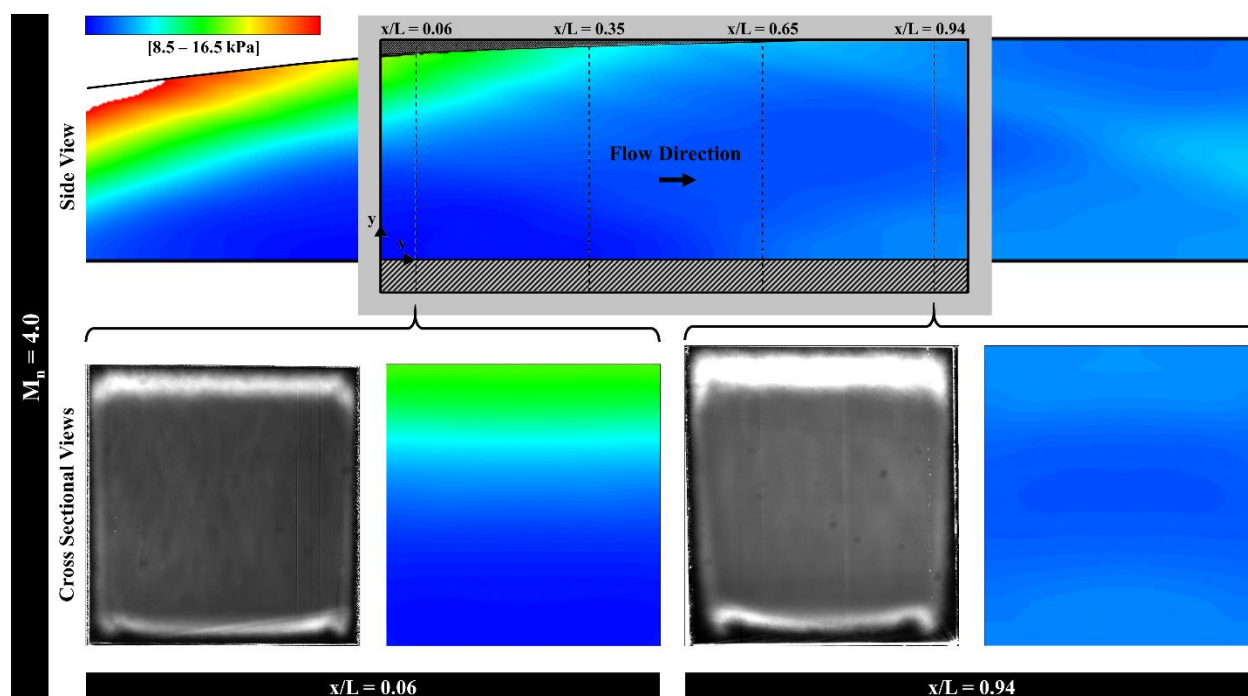 x/L = 0.06
x/L = 0.35
x/L = 0.65
x/L = 0.94
[8.5 – 16.5 kPa]
Side View
Flow Direction
y
x
M_n = 4.0
Cross Sectional Views
x/L = 0.06
x/L = 0.94